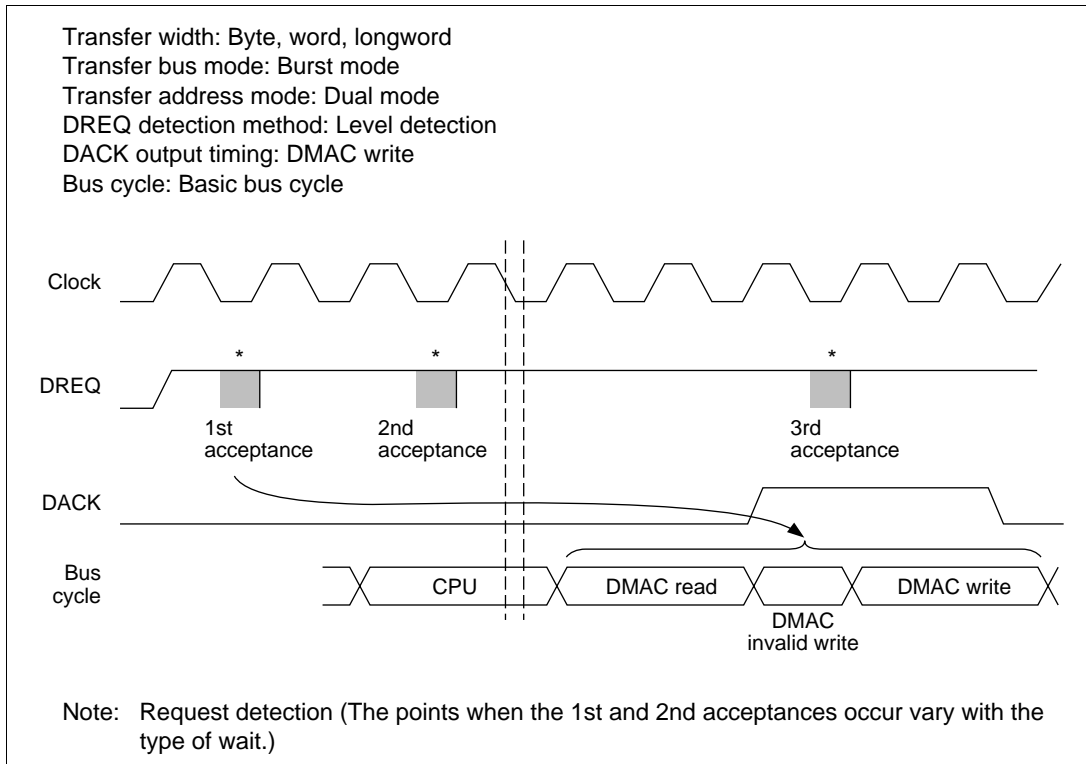 Transfer width: Byte, word, longword
Transfer bus mode: Burst mode
Transfer address mode: Dual mode
DREQ detection method: Level detection
DACK output timing: DMAC write
Bus cycle: Basic bus cycle
Clock
* * *
DREQ
1st
acceptance
2nd
acceptance
3rd
acceptance
DACK
Bus
cycle
CPU
DMAC read
DMAC
invalid write
DMAC write
Note: Request detection (The points when the 1st and 2nd acceptances occur vary with the
type of wait.)